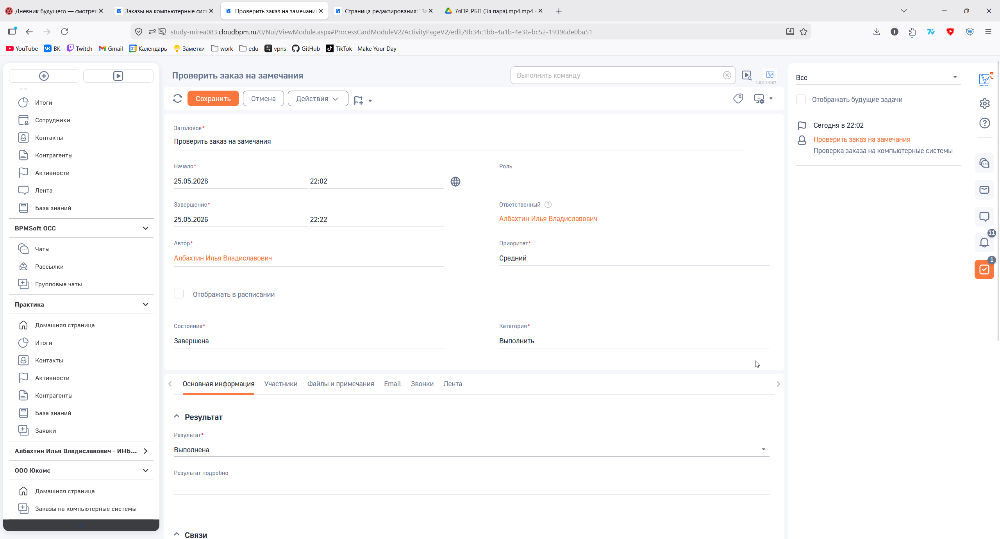 Дневник будущего — смотрет
Заказы на компьютерные сист
Проверить заказ на замечани
Страница редактирования: "За
7яПР_РБП (3я пара).mp4.mp4 -
study-mirea083.cloudbpm.ru/0/Nui/ViewModule.aspx#ProcessCardModuleV2/ActivityPageV2/edit/9b34c1bb-4a1b-4e36-bc52-19396de0ba51
YouTube
ВК
Twitch
Gmail
31 Календарь
Заметки
work
edu
vpns
GitHub
TikTok - Make Your Day
Итоги
Сотрудники
Контакты
Контрагенты
Активности
Лента
База знаний
BPMSoft ОСС
Чаты
Рассылки
Групповые чаты
Практика
Домашняя страница
Итоги
Контакты
Активности
Контрагенты
База знаний
Заявки
Албахтин Илья Владиславович - ИНБ...
ООО Юкомс
Домашняя страница
Заказы на компьютерные системы
Проверить заказ на замечания
Выполнить команду
1.8.0.14107
Сохранить
Отмена
Действия
Заголовок*
Проверить заказ на замечания
Начало*
25.05.2026 22:02
Роль
Завершение*
25.05.2026 22:22
Ответственный ?
Албахтин Илья Владиславович
Автор*
Албахтин Илья Владиславович
Приоритет*
Средний
Отображать в расписании
Состояние*
Завершена
Категория*
Выполнить
Основная информация
Участники
Файлы и примечания
Email
Звонки
Лента
Результат
Результат*
Выполнена
Результат подробно
Связи
Все
Отображать будущие задачи
Сегодня в 22:02
Проверить заказ на замечания
Проверка заказа на компьютерные системы
ЮКОМС
11
1